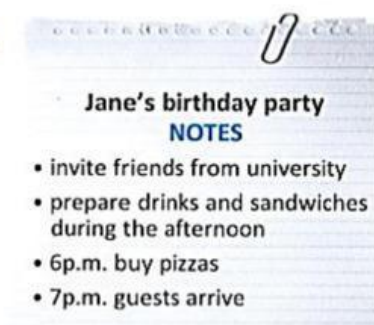 Jane's birthday party
NOTES
• invite friends from university
• prepare drinks and sandwiches
during the afternoon
• 6p.m. buy pizzas
• 7p.m. guests arrive